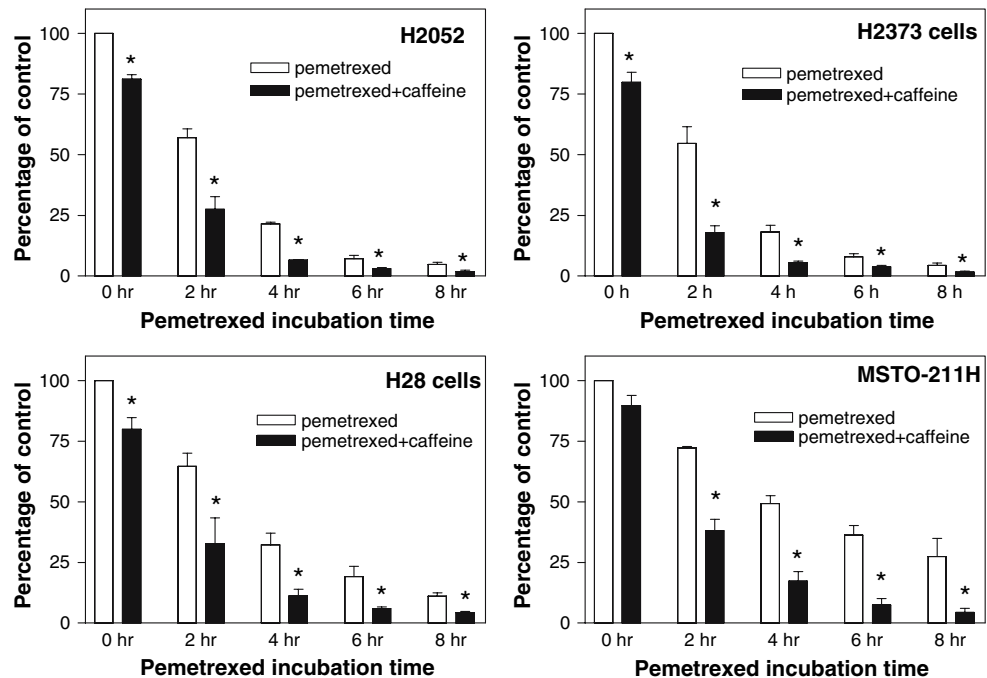 H2052
pemetrexed
pemetrexed+caffeine
Percentage of control
100
75
50
25
0
* * * * *
0 hr 2 hr 4 hr 6 hr 8 hr
Pemetrexed incubation time
H2373 cells
pemetrexed
pemetrexed+caffeine
Percentage of control
100
75
50
25
0
* * * * *
0 h 2 h 4 h 6 h 8 h
Pemetrexed incubation time
H28 cells
pemetrexed
pemetrexed+caffeine
Percentage of control
100
75
50
25
0
* * * * *
0 hr 2 hr 4 hr 6 hr 8 hr
Pemetrexed incubation time
MSTO-211H
pemetrexed
pemetrexed+caffeine
Percentage of control
100
75
50
25
0
* * * *
0 hr 2 hr 4 hr 6 hr 8 hr
Pemetrexed incubation time